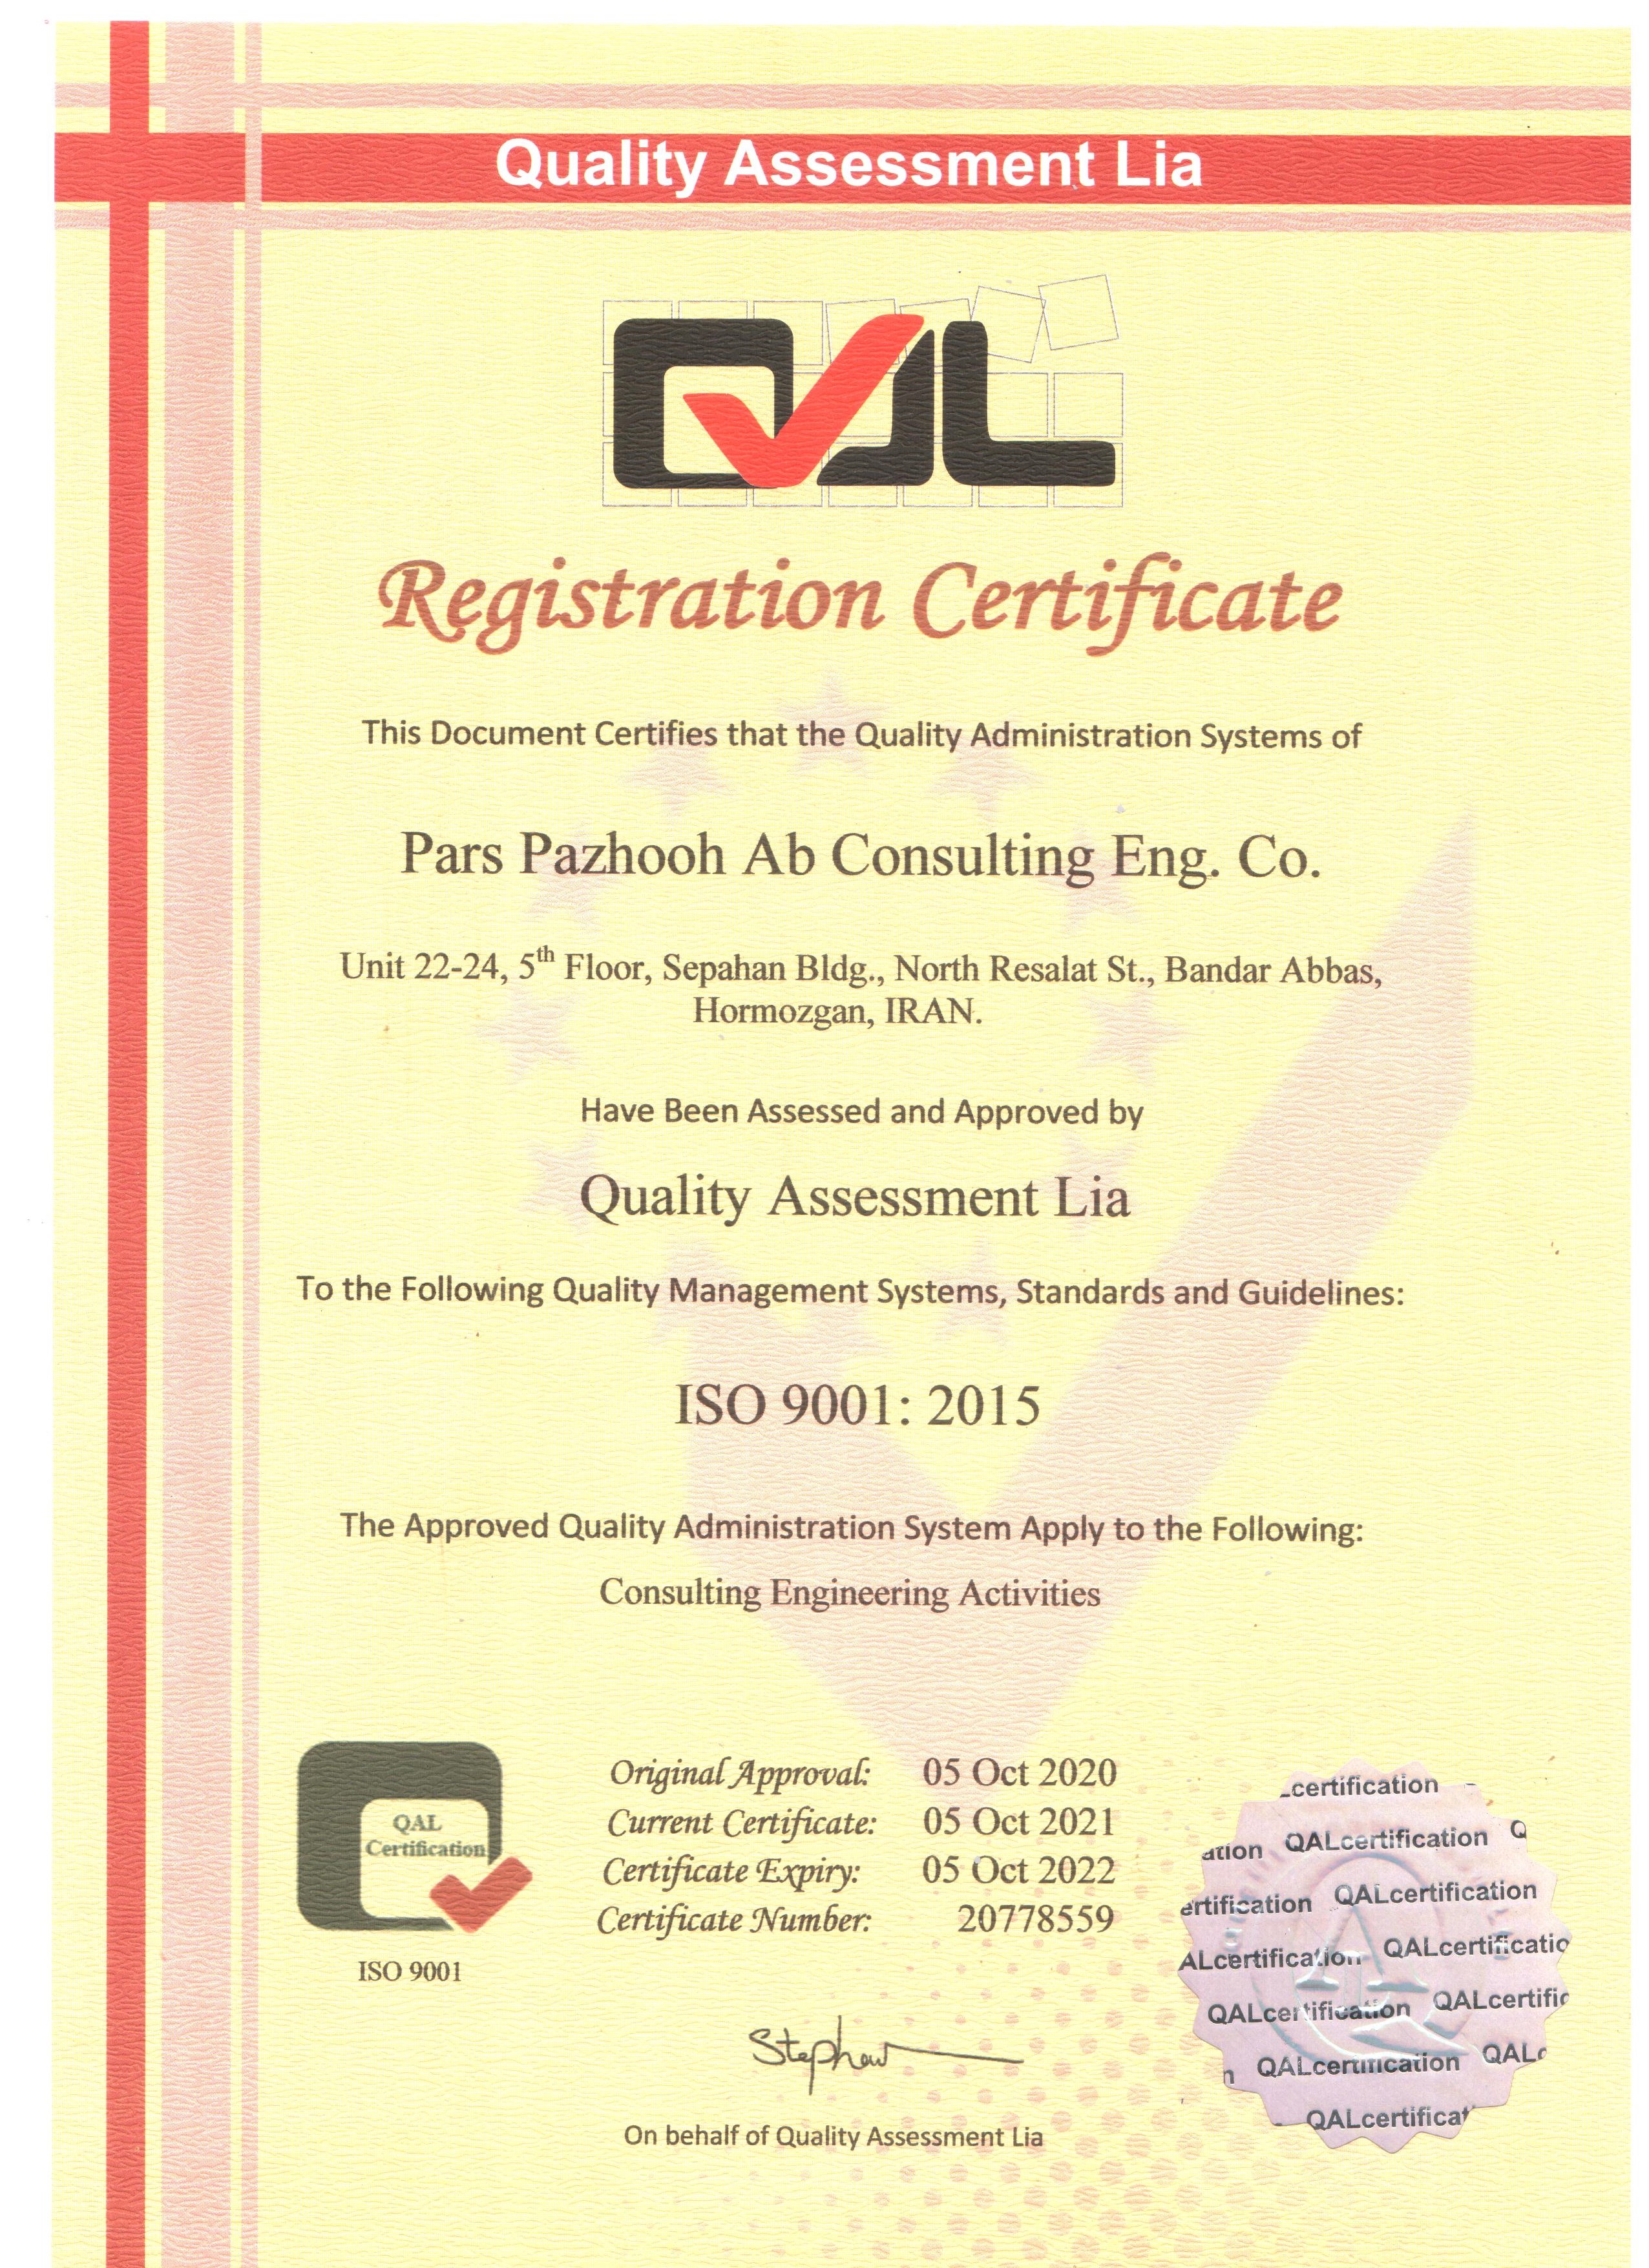 Quality Assessment Lia
QAL
Registration Certificate
This Document Certifies that the Quality Administration Systems of
Pars Pazhooh Ab Consulting Eng. Co.
Unit 22-24, 5th Floor, Sepahan Bldg., North Resalat St., Bandar Abbas,
Hormozgan, IRAN.
Have Been Assessed and Approved by
Quality Assessment Lia
To the Following Quality Management Systems, Standards and Guidelines:
ISO 9001: 2015
The Approved Quality Administration System Apply to the Following:
Consulting Engineering Activities
QAL
Certification
ISO 9001
Original Approval: 05 Oct 2020
Current Certificate: 05 Oct 2021
Certificate Expiry: 05 Oct 2022
Certificate Number: 20778559
certification
ation QALcertification Q
ertification QALcertification
ALcertification QALcertificatio
QALcertification QALcertific
n QALcertification QAL
QALcertificat
On behalf of Quality Assessment Lia